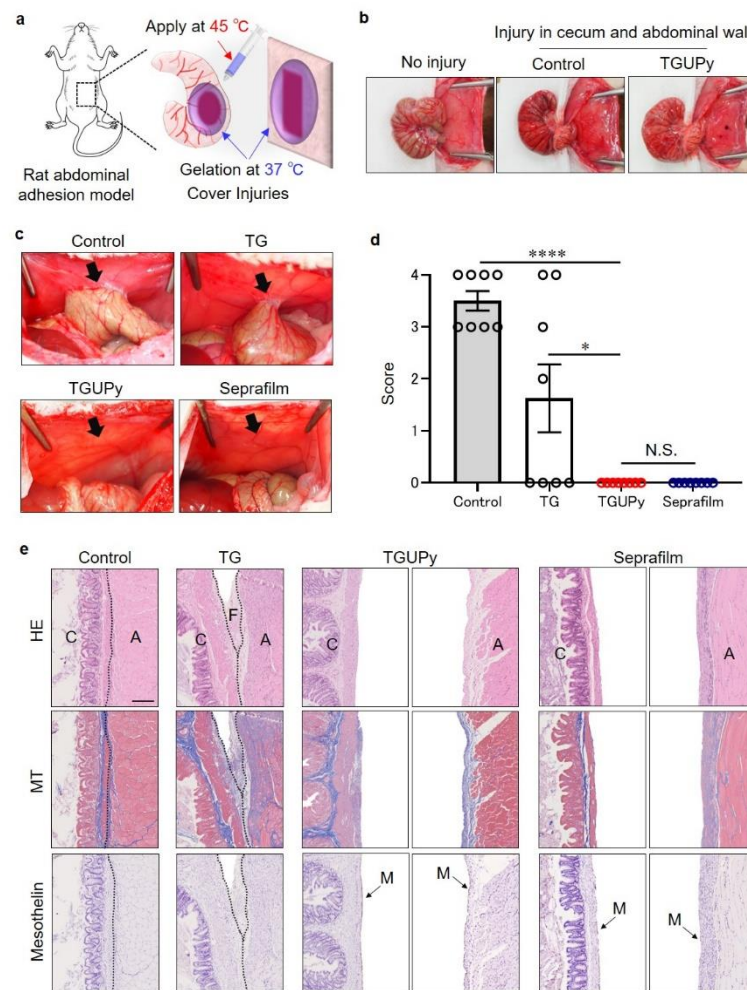 a
Apply at 45 ℃
Rat abdominal
adhesion model
Gelation at 37 ℃
Cover Injuries
b
Injury in cecum and abdominal wal
No injury
Control
TGUPy
c
Control
TG
TGUPy
Seprafilm
d
****
*
N.S.
Score
4
3
2
1
0
Control
TG
TGUPy
Seprafilm
e
Control
TG
TGUPy
Seprafilm
HE
C
A
C
F
A
C
A
C
A
MT
Mesothelin
M
M
M
M